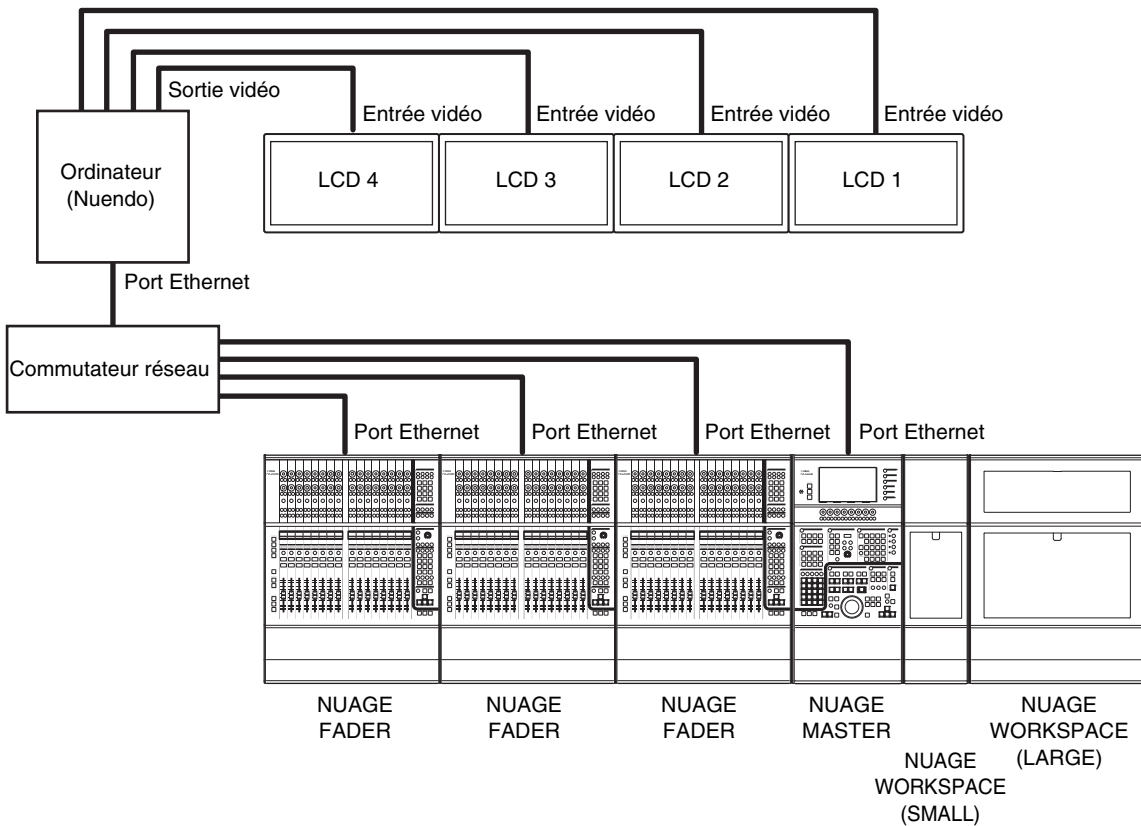 Sortie vidéo
Entrée vidéo
Entrée vidéo
Entrée vidéo
Entrée vidéo
Ordinateur
(Nuendo)
LCD 4
LCD 3
LCD 2
LCD 1
Port Ethernet
Commutateur réseau
Port Ethernet
Port Ethernet
Port Ethernet
Port Ethernet
NUAGE
FADER
NUAGE
FADER
NUAGE
FADER
NUAGE
MASTER
NUAGE
WORKSPACE
(SMALL)
NUAGE
WORKSPACE
(LARGE)